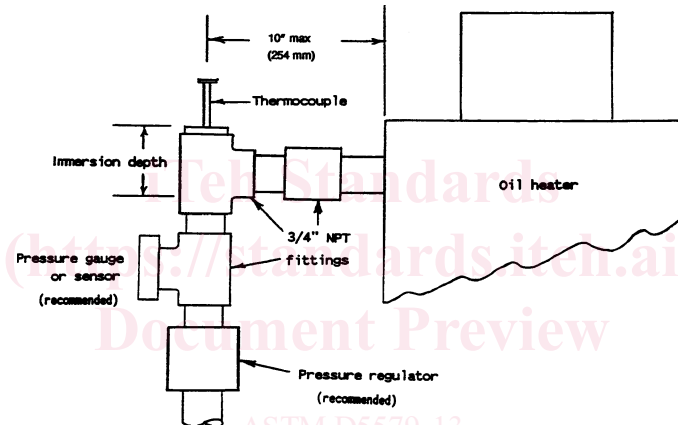 10" max
(254 mm)
Thermocouple
Immersion depth
Oil heater
3/4" NPT
fittings
Pressure gauge
or sensor
(recommended)
Pressure regulator
(recommended)
iTeh Standards
(https://standards.iteh.ai
Document Preview
ASTM D5570-13